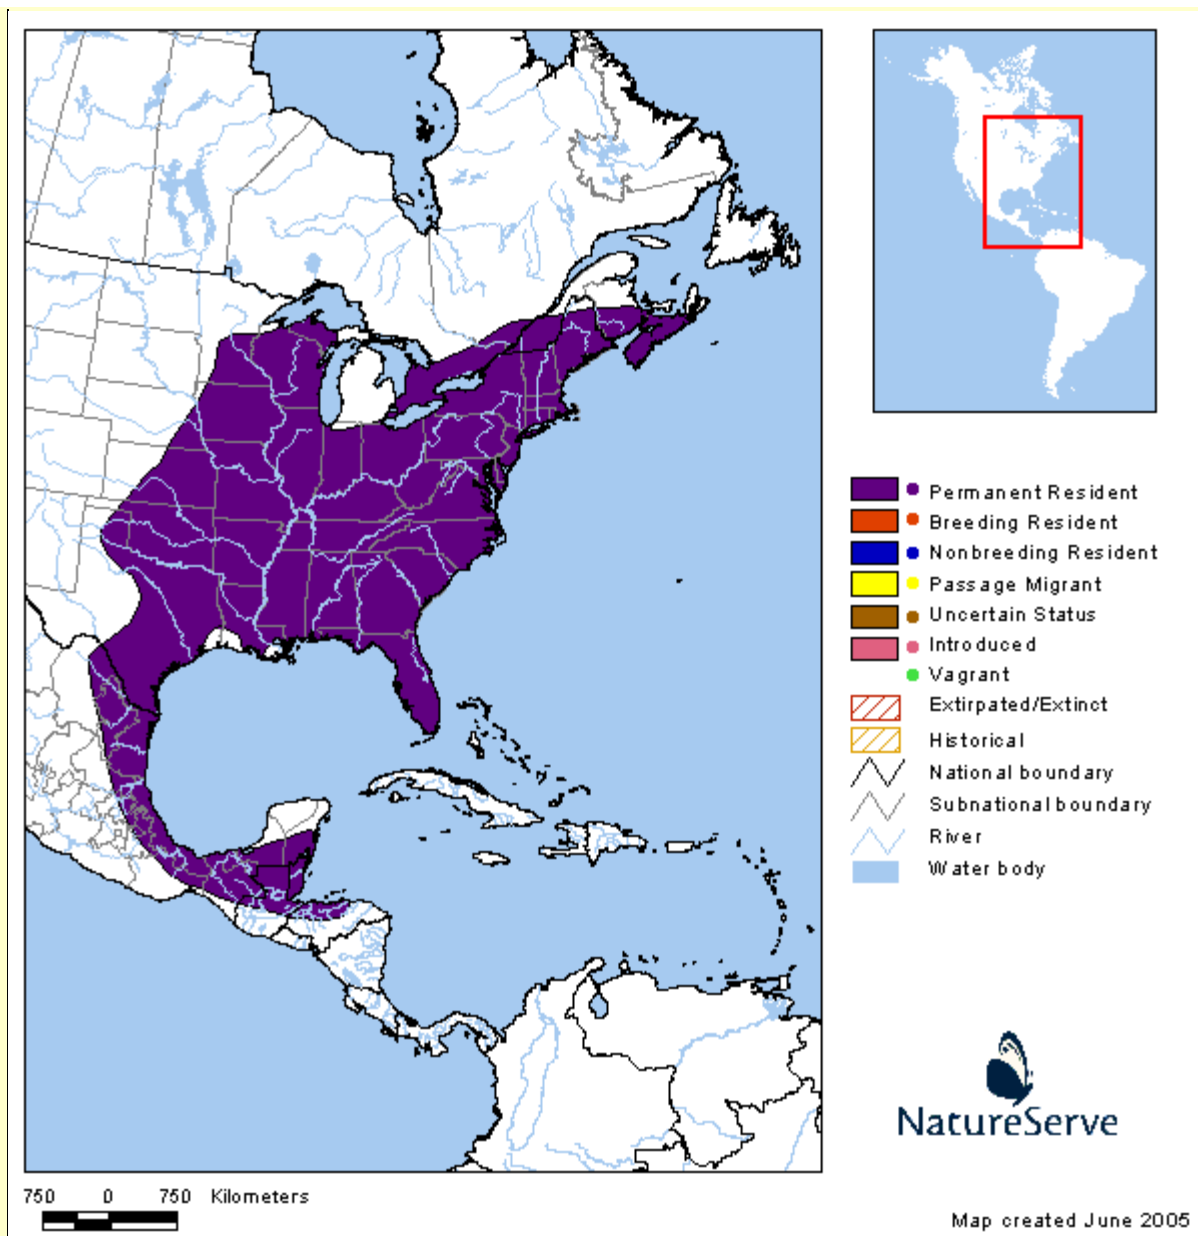 Permanent Resident
Breeding Resident
Nonbreeding Resident
Passage Migrant
Uncertain Status
Introduced
Vagrant
Extirpated/Extinct
Historical
National boundary
Subnational boundary
River
Water body
NatureServe
750 0 750 Kilometers
Map created June 2005